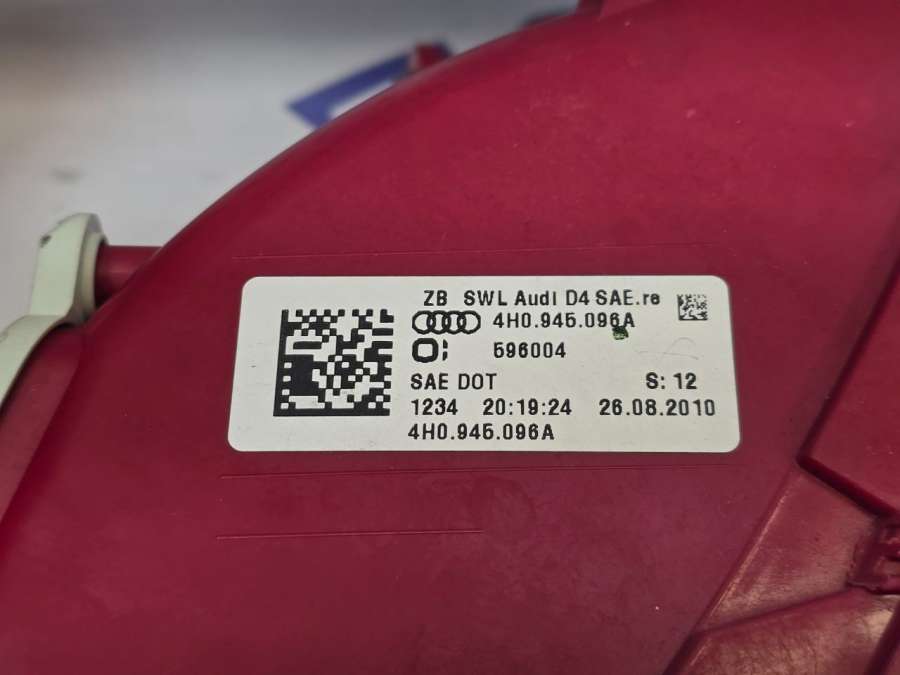 ZB SWL Audi D4 SAE.re
4H0.945.096A
596004
SAE DOT S: 12
1234 20:19:24 26.08.2010
4H0.945.096A